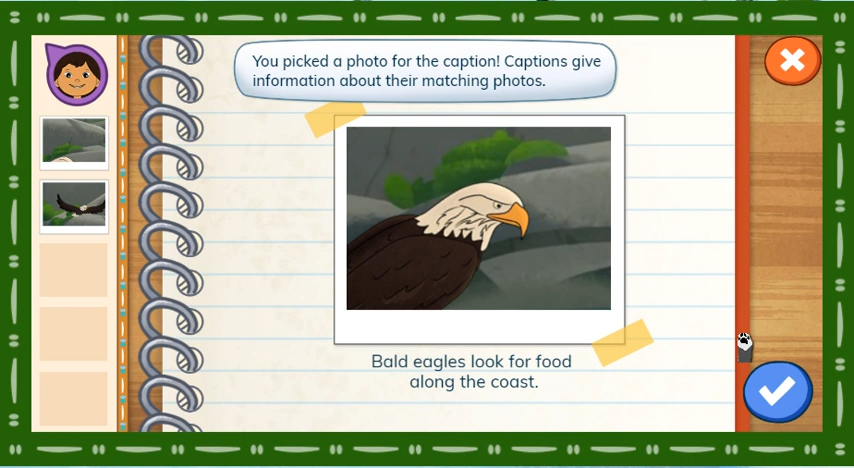 You picked a photo for the caption! Captions give
information about their matching photos.
Bald eagles look for food
along the coast.